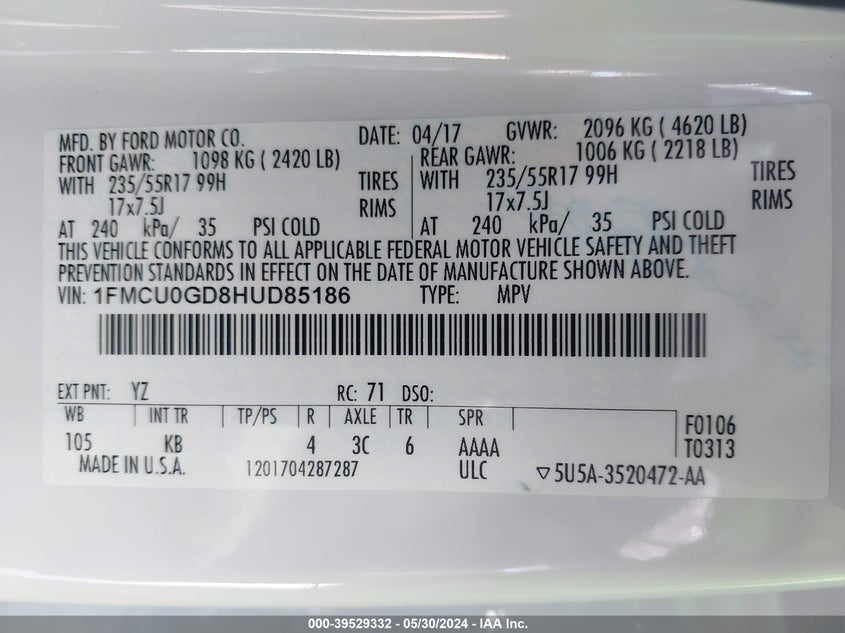 MFD. BY FORD MOTOR CO. DATE: 04/17 GVWR: 2096 KG ( 4620 LB)
FRONT GAWR: 1098 KG ( 2420 LB) REAR GAWR: 1006 KG ( 2218 LB)
WITH 235/55R17 99H TIRES WITH 235/55R17 99H TIRES
17x7.5J RIMS 17x7.5J RIMS
AT 240 kPa/ 35 PSI COLD AT 240 kPa/ 35 PSI COLD
THIS VEHICLE CONFORMS TO ALL APPLICABLE FEDERAL MOTOR VEHICLE SAFETY AND THEFT
PREVENTION STANDARDS IN EFFECT ON THE DATE OF MANUFACTURE SHOWN ABOVE.
VIN: 1FMCU0GD8HUD85186 TYPE: MPV
EXT PNT: YZ RC: 71 DSO:
WB INT TR TP/PS R AXLE TR SPR F0106
105 KB 4 3C 6 AAAA T0313
MADE IN U.S.A. 1201704287287 ULC ▽5U5A-3520472-AA
000-39529332 - 05/30/2024 - IAA Inc.